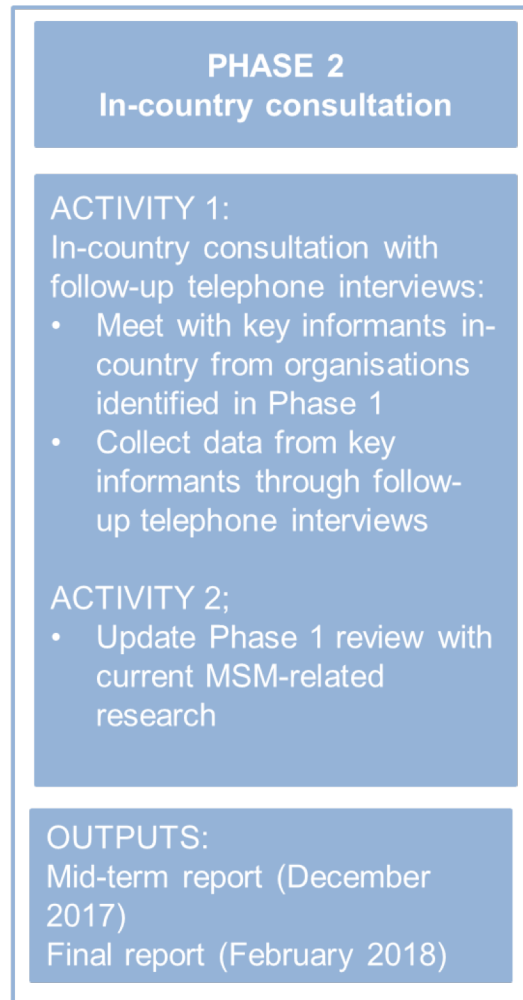 PHASE 2
In-country consultation
ACTIVITY 1:
In-country consultation with
follow-up telephone interviews:
• Meet with key informants in-
country from organisations
identified in Phase 1
• Collect data from key
informants through follow-
up telephone interviews
ACTIVITY 2;
• Update Phase 1 review with
current MSM-related
research
OUTPUTS:
Mid-term report (December
2017)
Final report (February 2018)